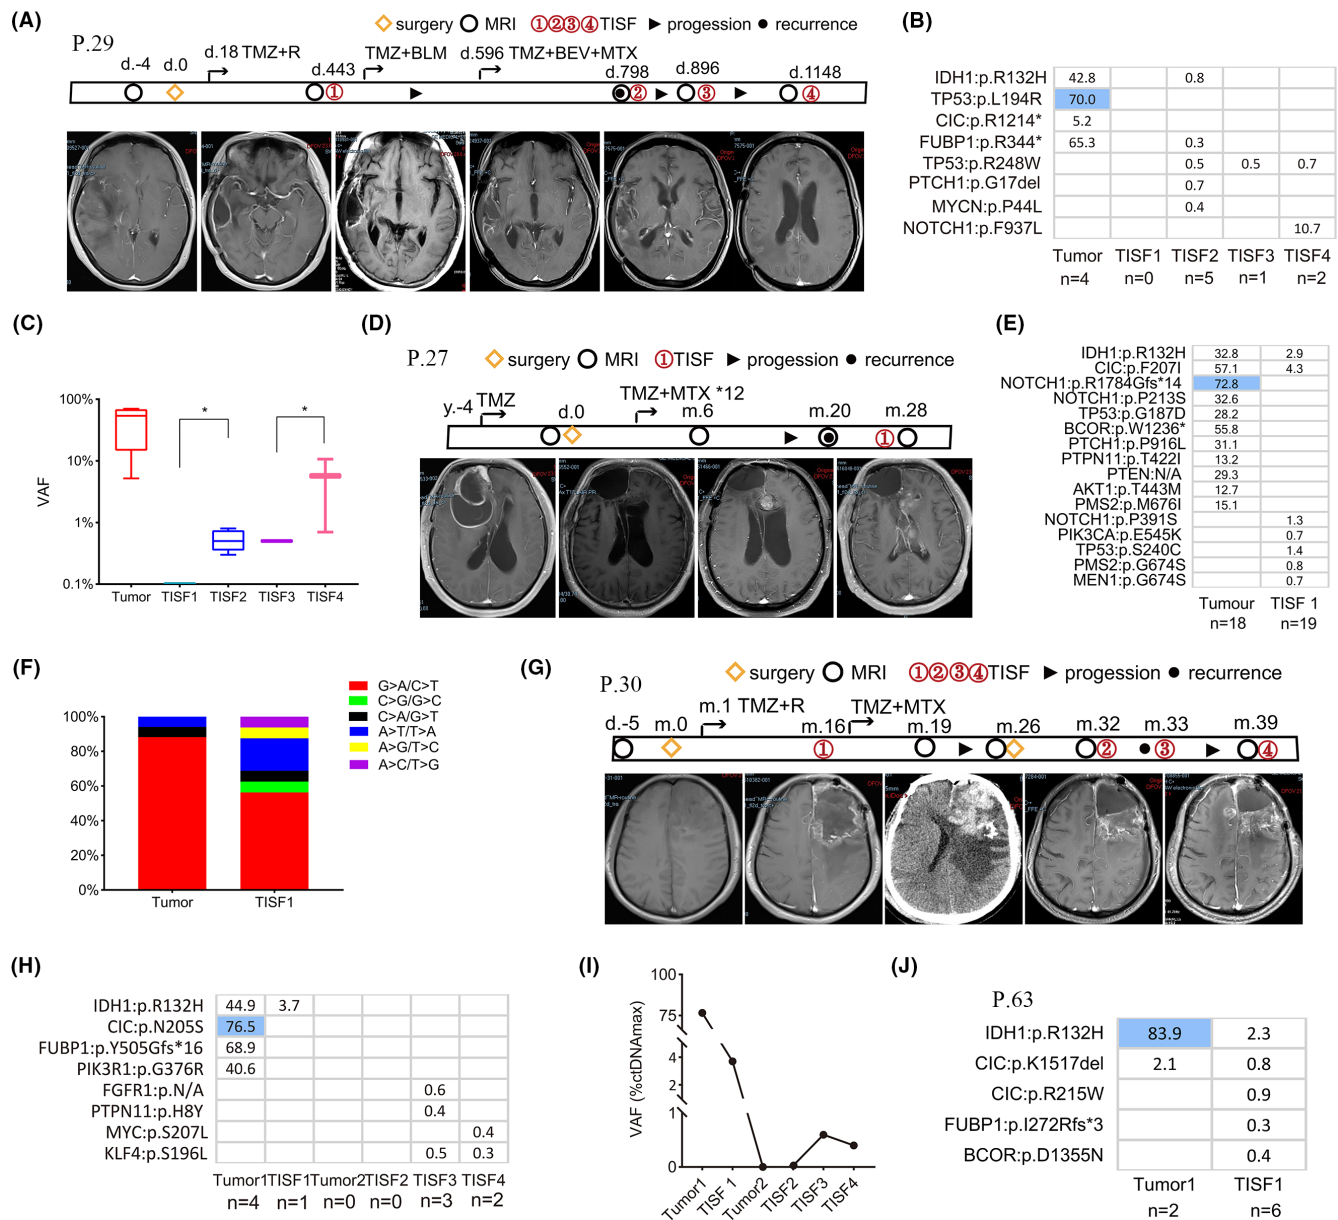 (A)
surgery MRI ①②③④TISF progession recurrence
P.29
d.-4 d.0 d.18 TMZ+R d.443 TMZ+BLM d.596 TMZ+BEV+MTX d.798 d.896 d.1148
① ② ③ ④
(B)
IDH1:p.R132H 42.8 0.8
TP53:p.L194R 70.0
CIC:p.R1214* 5.2
FUBP1:p.R344* 65.3 0.3
TP53:p.R248W 0.5 0.5 0.7
PTCH1:p.G17del 0.7
MYCN:p.P44L 0.4
NOTCH1:p.F937L 10.7
Tumor TISF1 TISF2 TISF3 TISF4
n=4 n=0 n=5 n=1 n=2
(C)
VAF
100%
10%
1%
0.1%
* *
Tumor TISF1 TISF2 TISF3 TISF4
(D)
P.27
surgery MRI ①TISF progession recurrence
y.-4 TMZ d.0 TMZ+MTX *12 m.6 m.20 m.28
①
(E)
IDH1:p.R132H 32.8 2.9
CIC:p.F207I 57.1 4.3
NOTCH1:p.R1784Gfs*14 72.8
NOTCH1:p.P213S 32.6
TP53:p.G187D 28.2
BCOR:p.W1236* 55.8
PTCH1:p.P916L 31.1
PTPN11:p.T422I 13.2
PTEN:N/A 29.3
AKT1:p.T443M 12.7
PMS2:p.M676I 15.1
NOTCH1:p.P391S 1.3
PIK3CA:p.E545K 0.7
TP53:p.S240C 1.4
PMS2:p.G674S 0.8
MEN1:p.G674S 0.7
Tumour TISF 1
n=18 n=19
(F)
100%
80%
60%
40%
20%
0%
Tumor TISF1
G>A/C>T
C>G/G>C
C>A/G>T
A>T/T>A
A>G/T>C
A>C/T>G
(G)
surgery MRI ①②③④TISF progession recurrence
P.30
d.-5 m.0 m.1 TMZ+R m.16 TMZ+MTX m.19 m.26 m.32 m.33 m.39
① ② ③ ④
(H)
IDH1:p.R132H 44.9 3.7
CIC:p.N205S 76.5
FUBP1:p.Y505Gfs*16 68.9
PIK3R1:p.G376R 40.6
FGFR1:p.N/A 0.6
PTPN11:p.H8Y 0.4
MYC:p.S207L 0.4
KLF4:p.S196L 0.5 0.3
Tumor1 TISF1 Tumor2 TISF2 TISF3 TISF4
n=4 n=1 n=0 n=0 n=3 n=2
(I)
VAF (%ctDNAmax)
100
75
4
2
1
0
Tumor1 TISF 1 Tumor2 TISF2 TISF3 TISF4
(J)
P.63
IDH1:p.R132H 83.9 2.3
CIC:p.K1517del 2.1 0.8
CIC:p.R215W 0.9
FUBP1:p.I272Rfs*3 0.3
BCOR:p.D1355N 0.4
Tumor1 TISF1
n=2 n=6